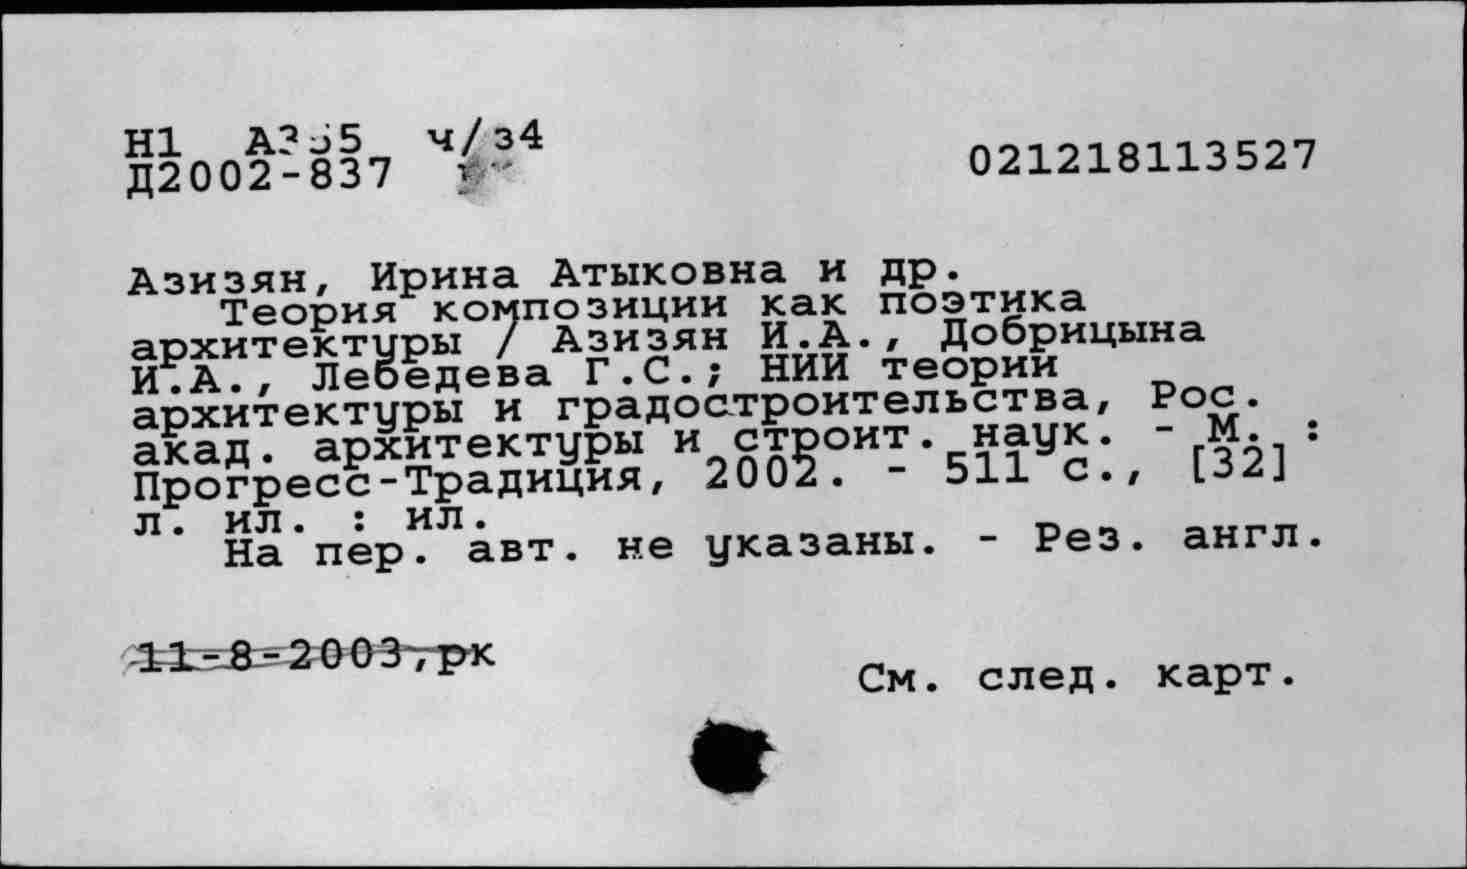 Н1 ч/з4
Д2002-837
021218113527
Азизян, Ирина Атыковна и др.
Теория композиции как поэтика
архитектуры / Азизян И.А., Добрицына
И.А., Лебедева Г.С.; НИИ теории
архитектуры и градостроительства, Рос.
акад. архитектуры и строит. наук. - М. :
Прогресс-Традиция, 2002. - 511 с., [32]
л. ил. : ил.
На пер. авт. не указаны. - Рез. англ.
11-8-2003,рк
См. след. карт.